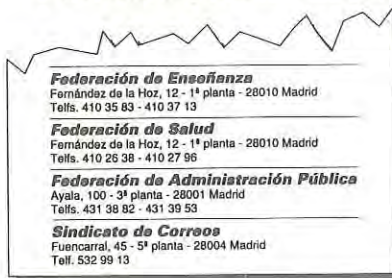 Federación de Enseñanza
Fernández de la Hoz, 12 - 1ª planta - 28010 Madrid
Telfs. 410 35 83 - 410 37 13
Federación de Salud
Fernández de la Hoz, 12 - 1ª planta - 28010 Madrid
Telfs. 410 26 38 - 410 27 96
Federación de Administración Pública
Ayala, 100 - 3ª planta - 28001 Madrid
Telfs. 431 38 82 - 431 39 53
Sindicato de Correos
Fuencarral, 45 - 5ª planta - 28004 Madrid
Telf. 532 99 13